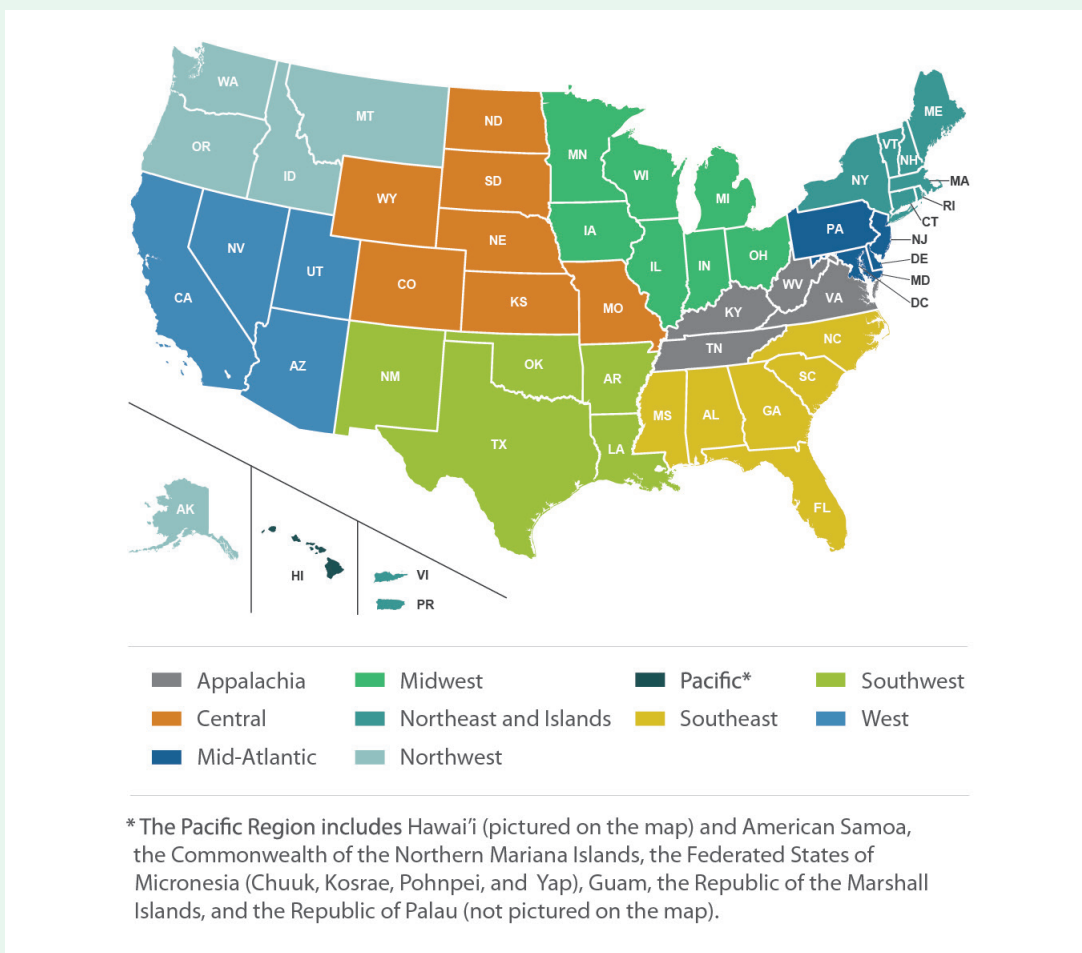 WA
MT
ND
MN
ME
OR
ID
SD
WI
VT
NH
WY
MI
NY
MA
RI
CT
NE
IA
PA
NJ
NV
UT
CO
IL
IN
OH
DE
MD
DC
CA
KS
MO
WV
VA
KY
AZ
NM
OK
AR
TN
NC
SC
MS
AL
GA
TX
LA
FL
AK
HI
VI
PR
Appalachia
Midwest
Pacific*
Southwest
Central
Northeast and Islands
Southeast
West
Mid-Atlantic
Northwest
* The Pacific Region includes Hawai’i (pictured on the map) and American Samoa,
the Commonwealth of the Northern Mariana Islands, the Federated States of
Micronesia (Chuuk, Kosrae, Pohnpei, and Yap), Guam, the Republic of the Marshall
Islands, and the Republic of Palau (not pictured on the map).